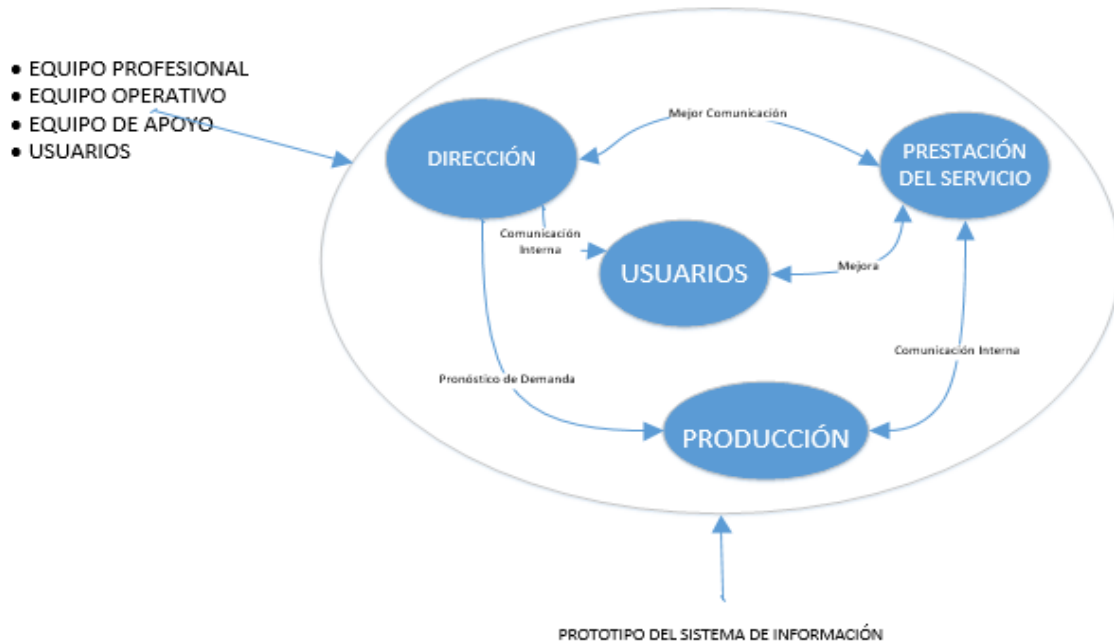 ● EQUIPO PROFESIONAL
● EQUIPO OPERATIVO
● EQUIPO DE APOYO
● USUARIOS
Mejor Comunicación
DIRECCIÓN
PRESTACIÓN
DEL SERVICIO
Comunicación
Interna
USUARIOS
Mejora
Comunicación Interna
Pronóstico de Demanda
PRODUCCIÓN
PROTOTIPO DEL SISTEMA DE INFORMACIÓN